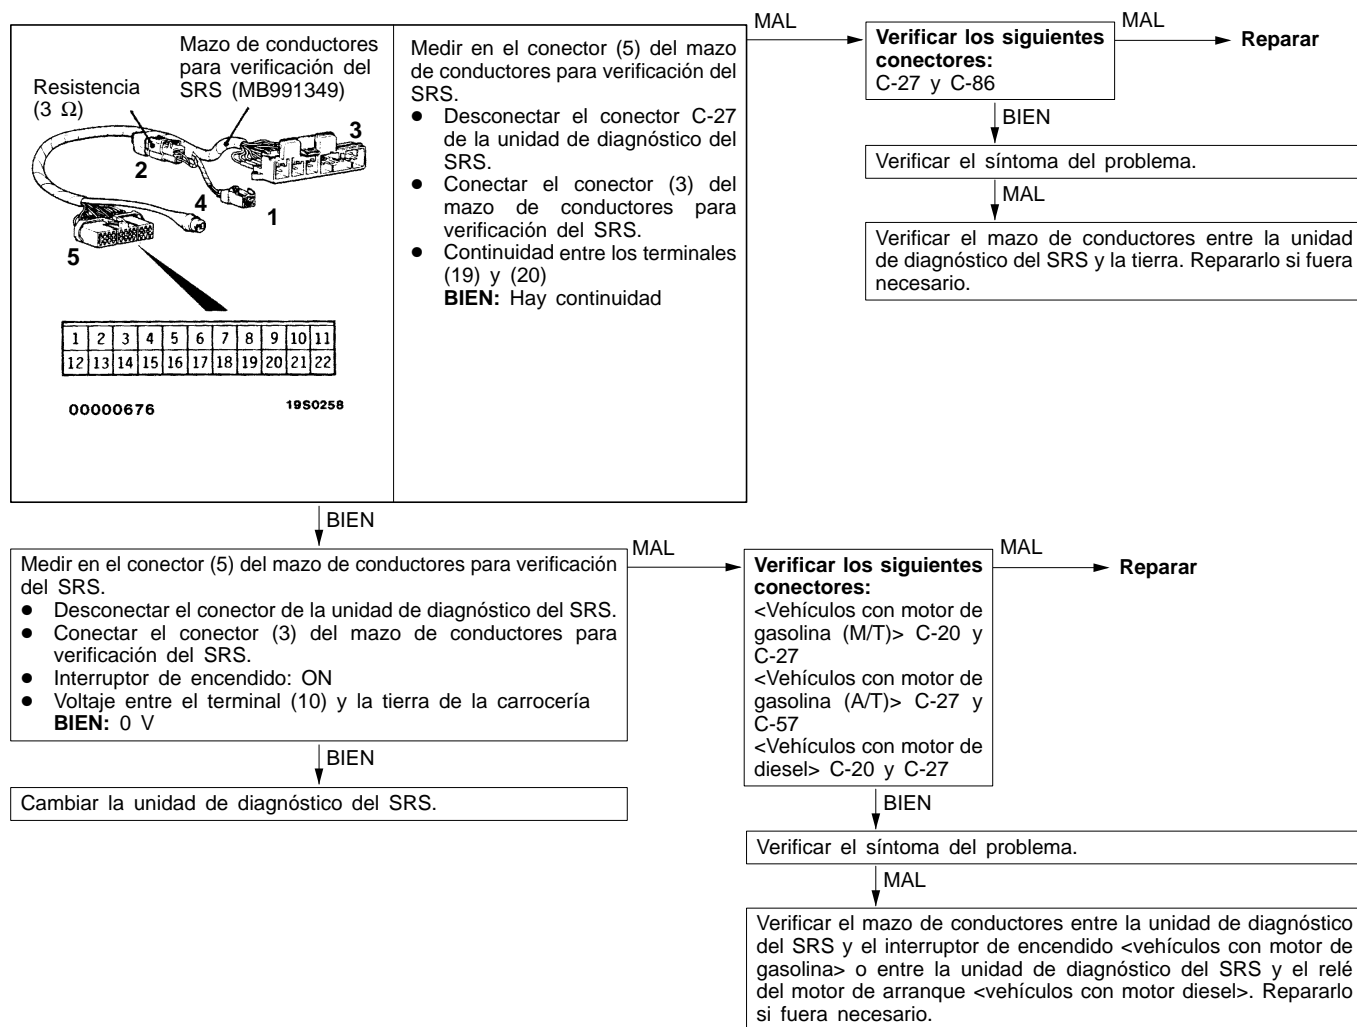 Mazo de conductores
para verificación del
SRS (MB991349)
Resistencia
(3 Ω)
3
2
4
1
5
1 2 3 4 5 6 7 8 9 10 11
12 13 14 15 16 17 18 19 20 21 22
00000676
19S0258
Medir en el conector (5) del mazo
de conductores para verificación del
SRS.
● Desconectar el conector C-27
de la unidad de diagnóstico del
SRS.
● Conectar el conector (3) del
mazo de conductores para
verificación del SRS.
● Continuidad entre los terminales
(19) y (20)
BIEN: Hay continuidad
MAL
Verificar los siguientes
conectores:
C-27 y C-86
MAL
Reparar
BIEN
Verificar el síntoma del problema.
MAL
Verificar el mazo de conductores entre la unidad
de diagnóstico del SRS y la tierra. Repararlo si fuera
necesario.
BIEN
Medir en el conector (5) del mazo de conductores para verificación
del SRS.
● Desconectar el conector de la unidad de diagnóstico del SRS.
● Conectar el conector (3) del mazo de conductores para
verificación del SRS.
● Interruptor de encendido: ON
● Voltaje entre el terminal (10) y la tierra de la carrocería
BIEN: 0 V
BIEN
Cambiar la unidad de diagnóstico del SRS.
MAL
Verificar los siguientes
conectores:
<Vehículos con motor de
gasolina (M/T)> C-20 y
C-27
<Vehículos con motor de
gasolina (A/T)> C-27 y
C-57
<Vehículos con motor de
diesel> C-20 y C-27
MAL
Reparar
BIEN
Verificar el síntoma del problema.
MAL
Verificar el mazo de conductores entre la unidad de diagnóstico
del SRS y el interruptor de encendido <vehículos con motor de
gasolina> o entre la unidad de diagnóstico del SRS y el relé
del motor de arranque <vehículos con motor diesel>. Repararlo
si fuera necesario.